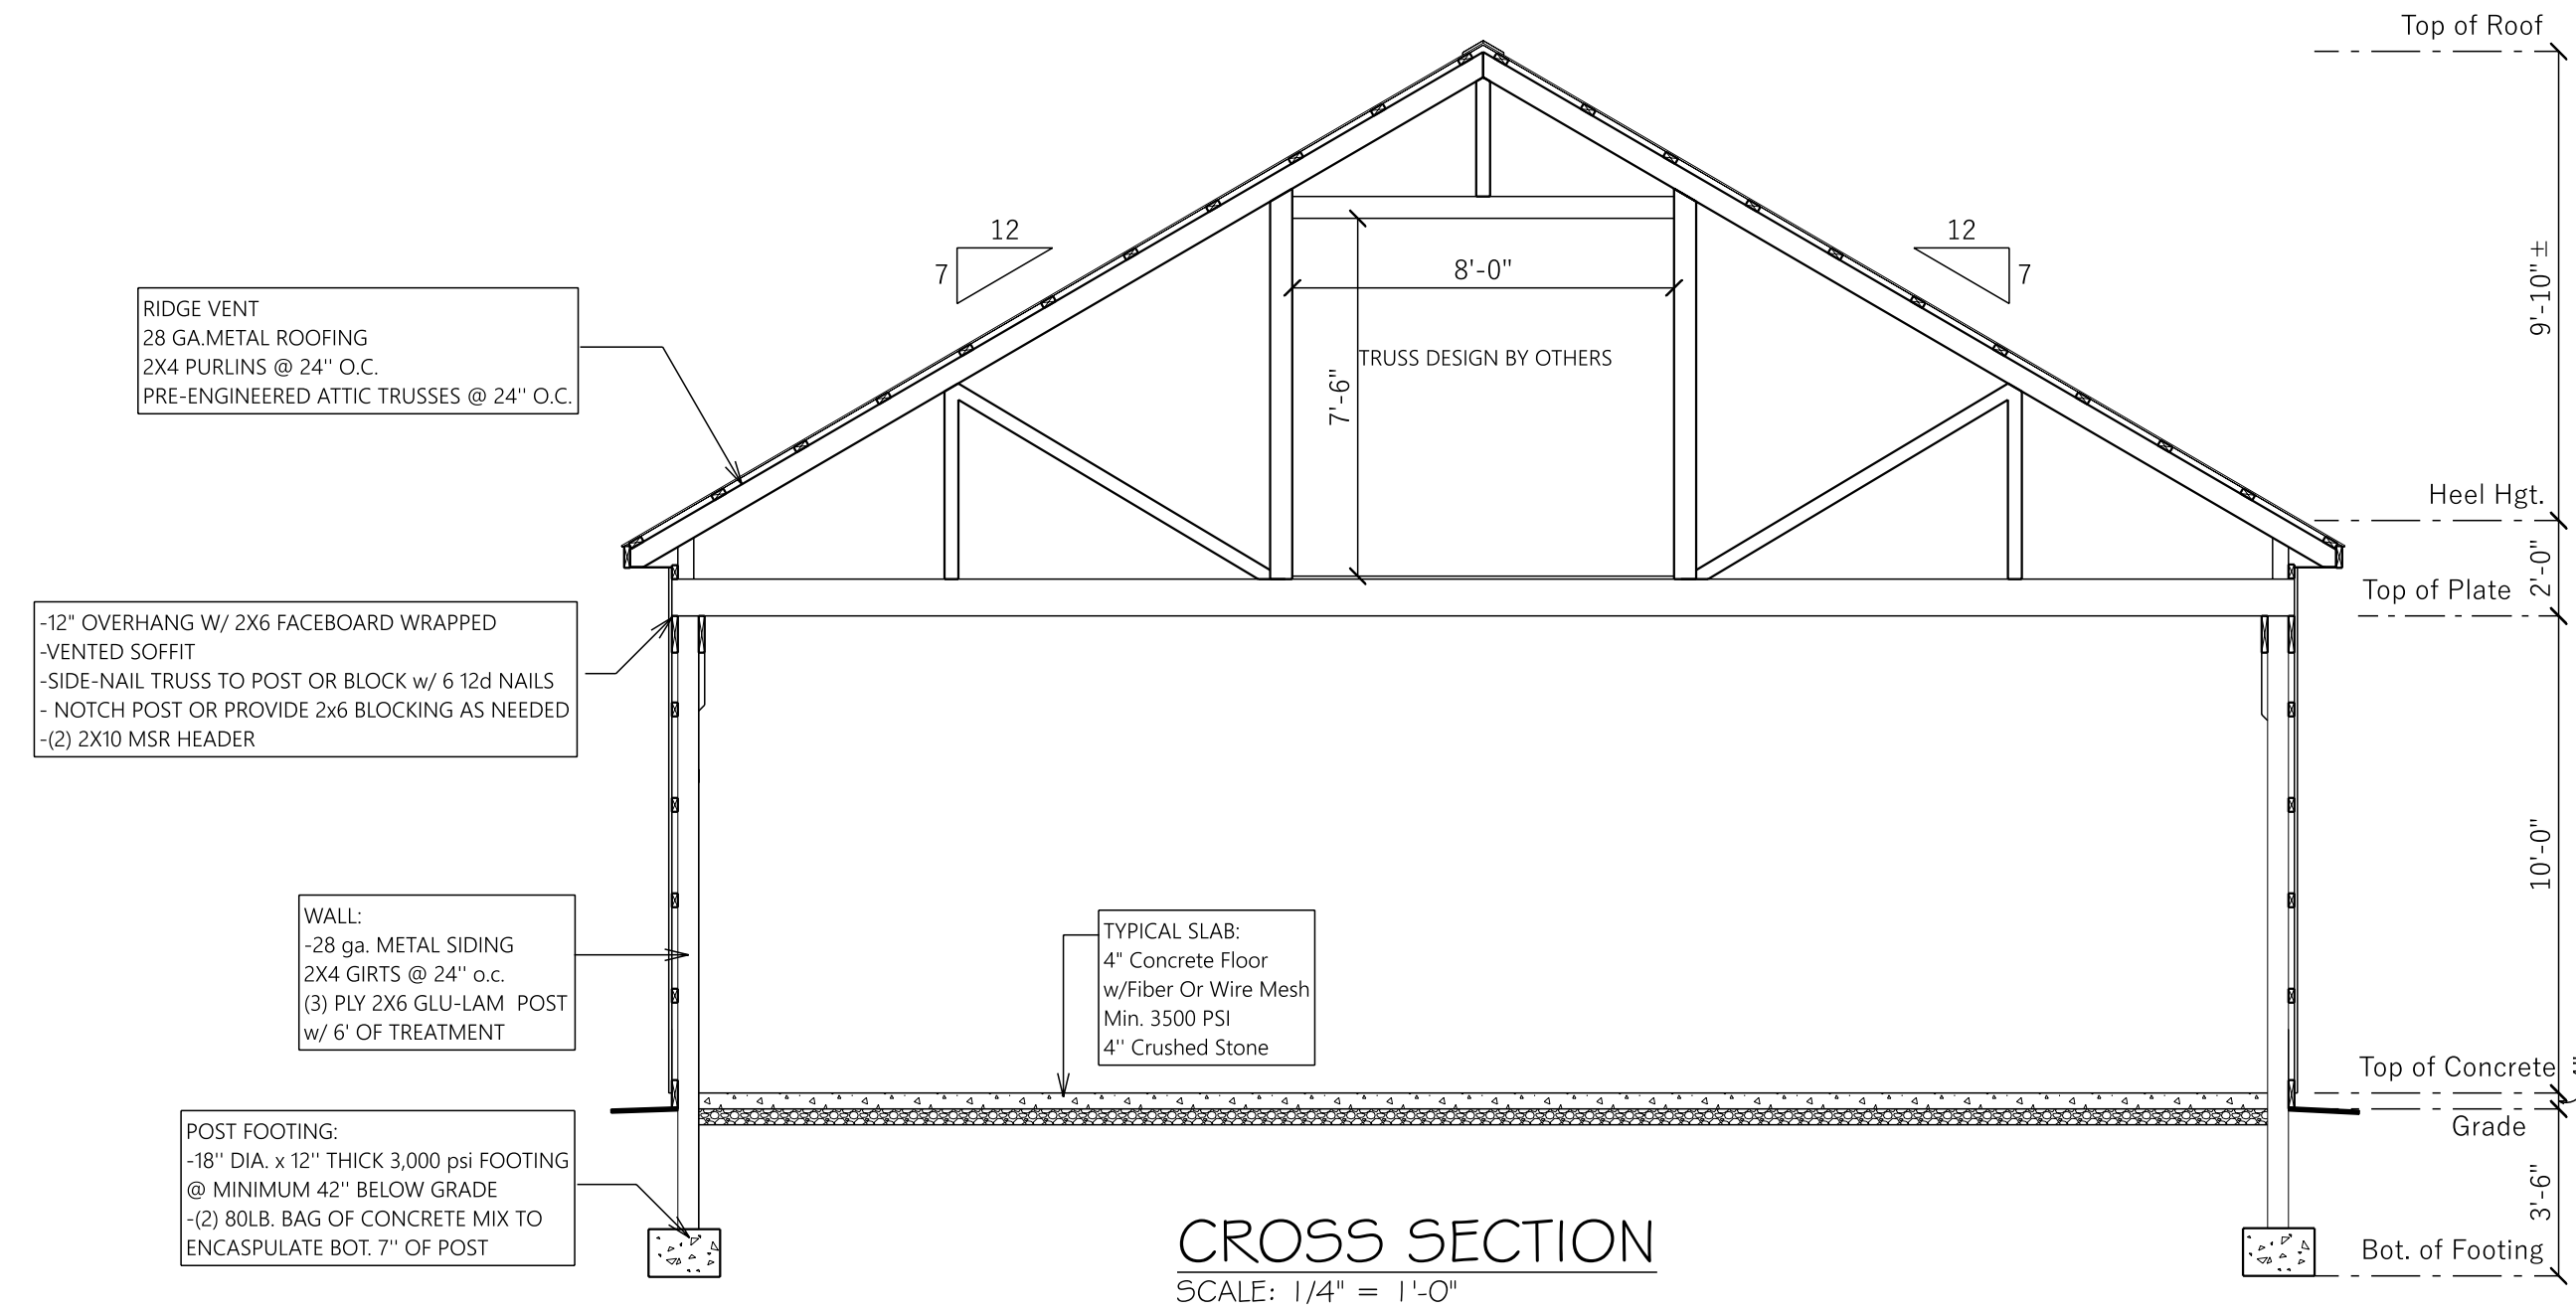 Top of Roof
12
7
12
7
8'-0"
9'-10"±
RIDGE VENT
28 GA.METAL ROOFING
2X4 PURLINS @ 24'' O.C.
PRE-ENGINEERED ATTIC TRUSSES @ 24'' O.C.
TRUSS DESIGN BY OTHERS
7'-6"
Heel Hgt.
2'-0"
Top of Plate
-12" OVERHANG W/ 2X6 FACEBOARD WRAPPED
-VENTED SOFFIT
-SIDE-NAIL TRUSS TO POST OR BLOCK w/ 6 12d NAILS
- NOTCH POST OR PROVIDE 2x6 BLOCKING AS NEEDED
-(2) 2X10 MSR HEADER
10'-0"
WALL:
-28 ga. METAL SIDING
2X4 GIRTS @ 24'' o.c.
(3) PLY 2X6 GLU-LAM POST
w/ 6' OF TREATMENT
TYPICAL SLAB:
4" Concrete Floor
w/Fiber Or Wire Mesh
Min. 3500 PSI
4'' Crushed Stone
Top of Concrete
Grade
POST FOOTING:
-18'' DIA. x 12'' THICK 3,000 psi FOOTING
@ MINIMUM 42'' BELOW GRADE
-(2) 80LB. BAG OF CONCRETE MIX TO
ENCASPULATE BOT. 7'' OF POST
3'-6"
Bot. of Footing
CROSS SECTION
SCALE: 1/4" = 1'-0"